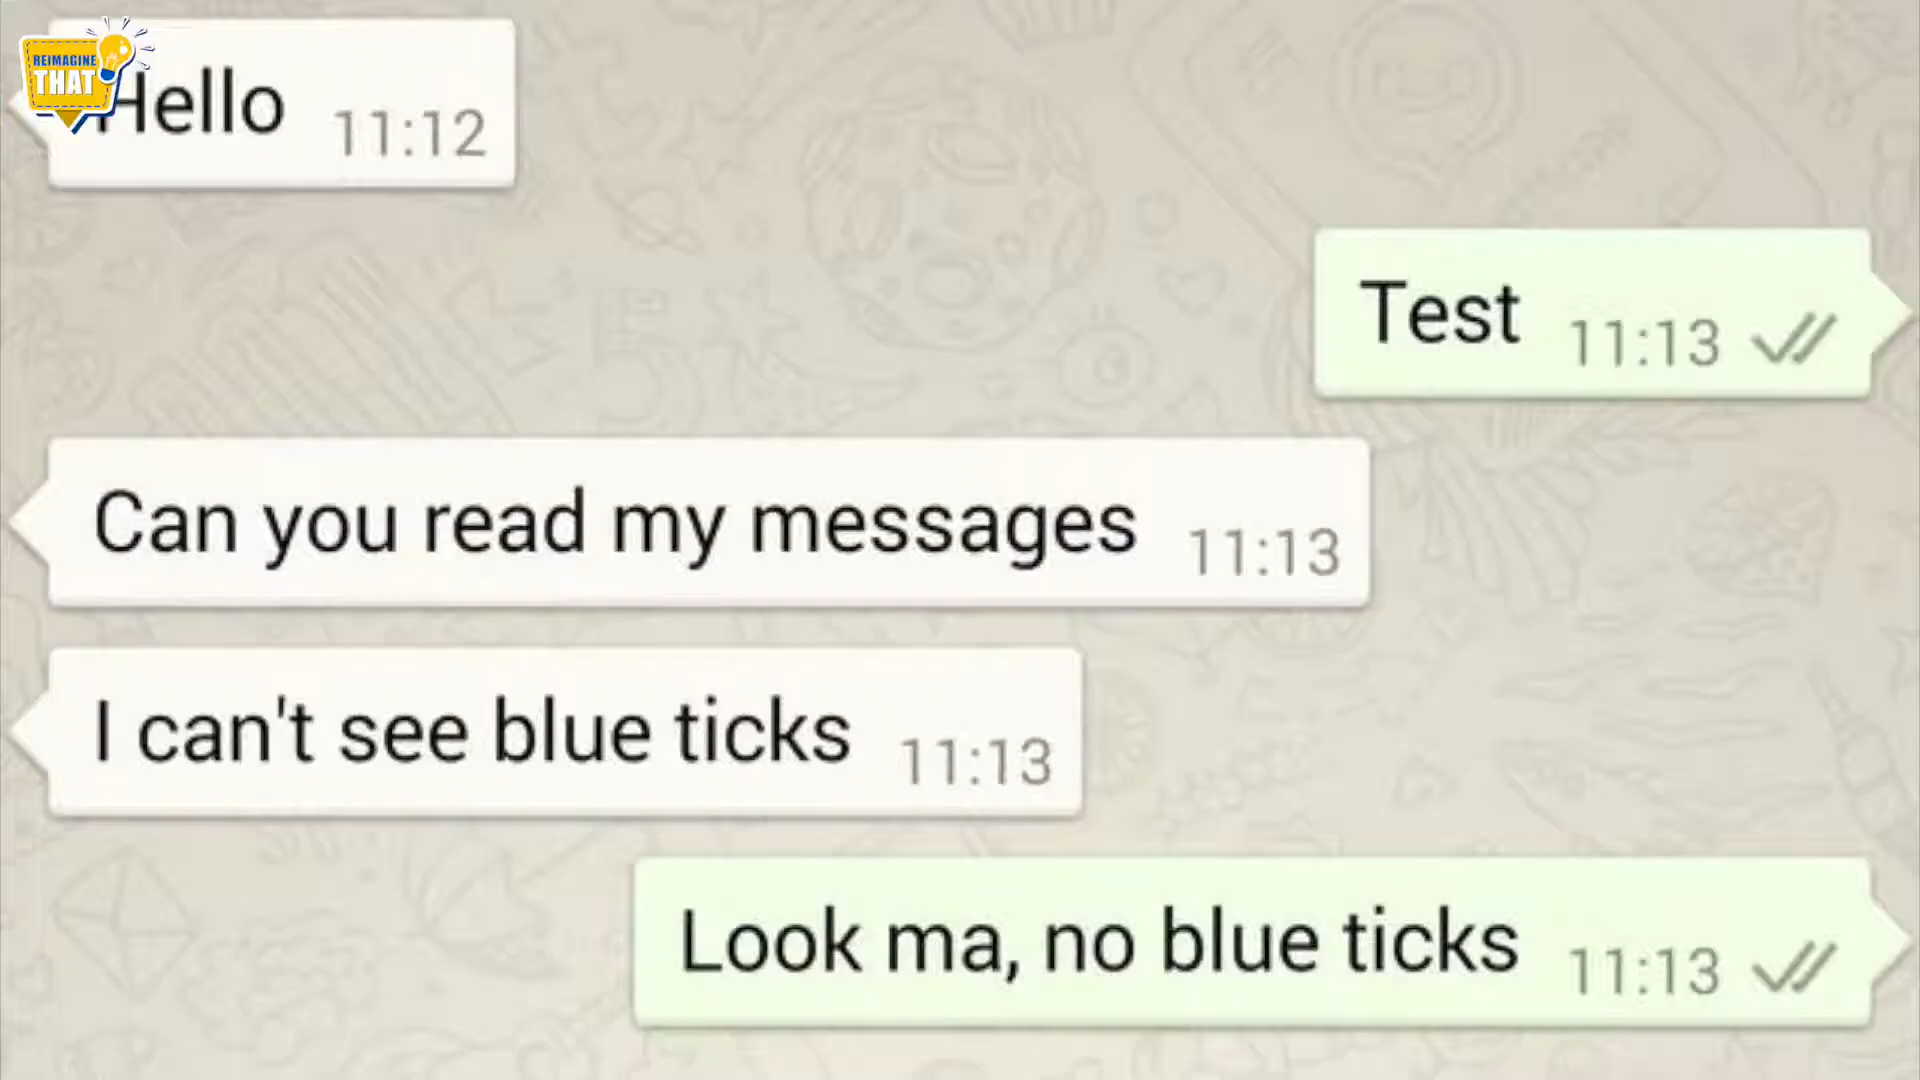 REIMAGINE
THAT
Hello 11:12
Test 11:13
Can you read my messages 11:13
I can't see blue ticks 11:13
Look ma, no blue ticks 11:13